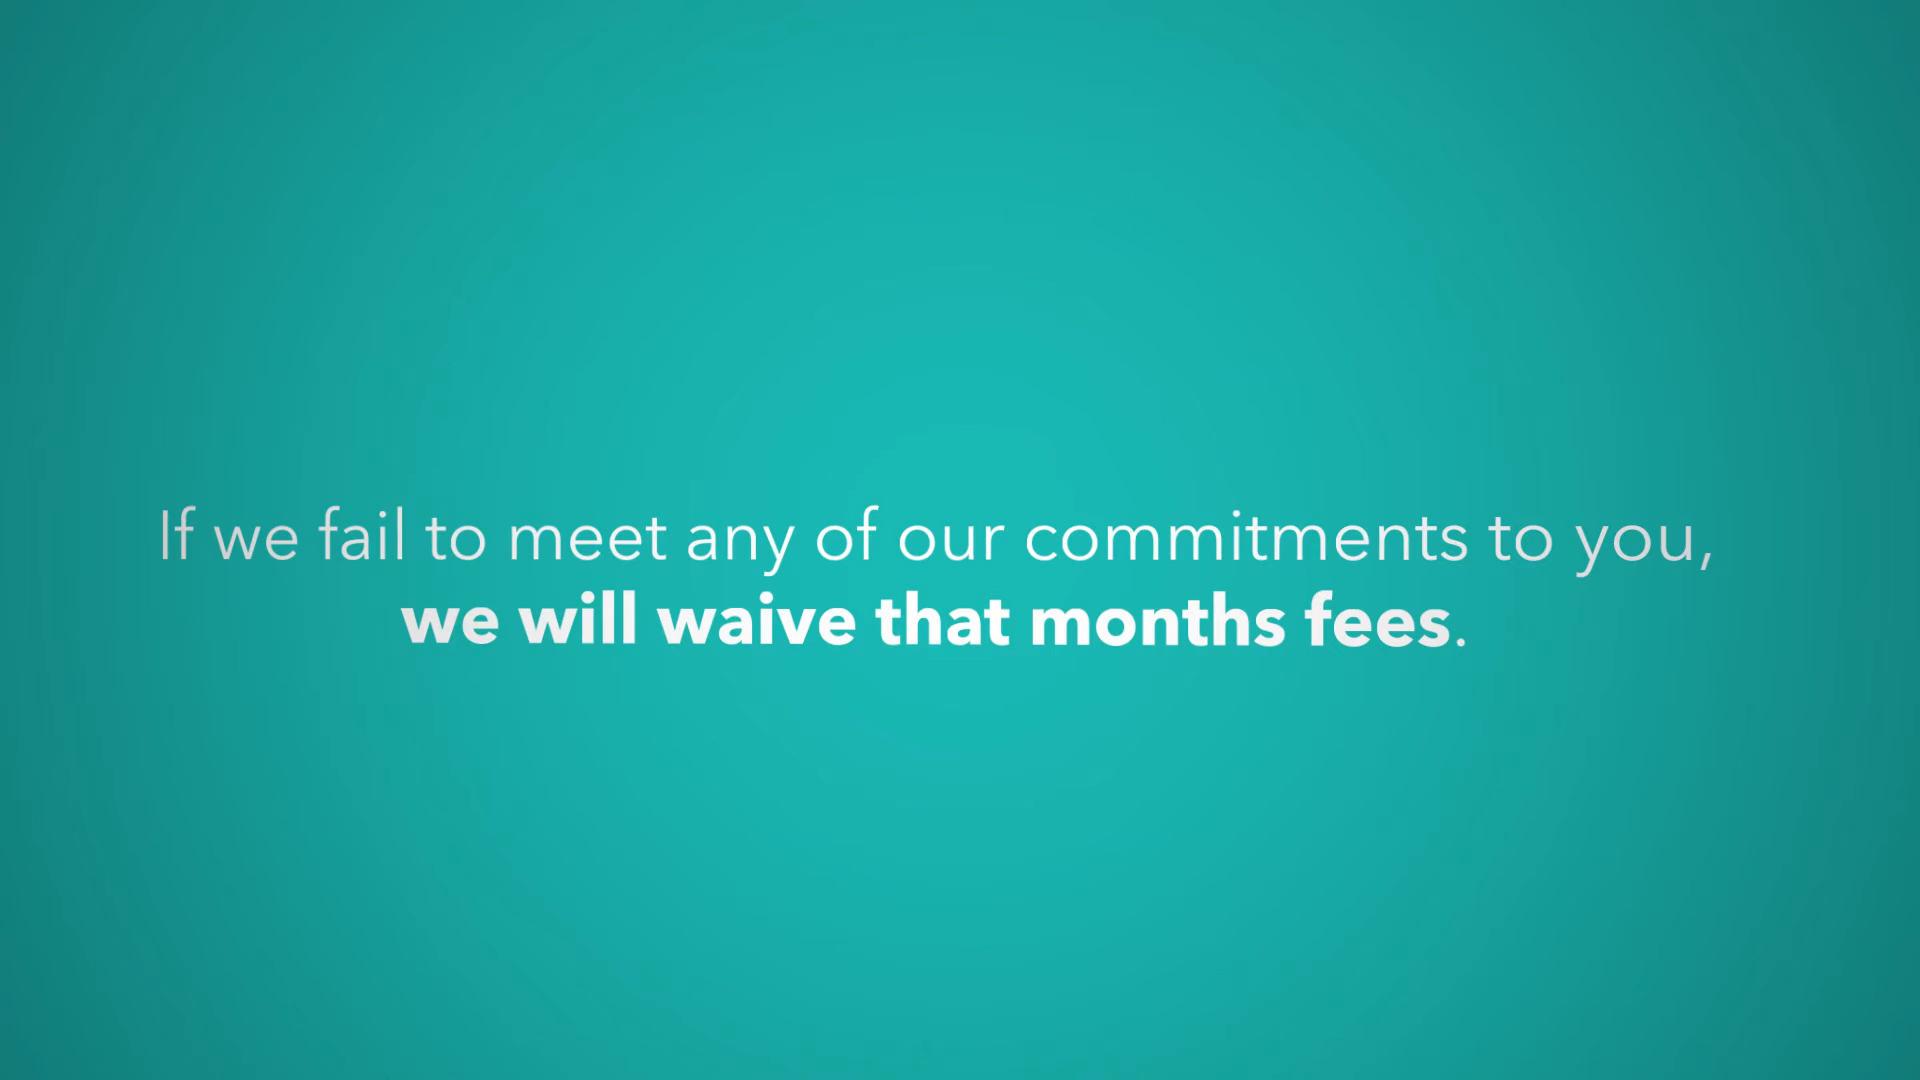 If we fail to meet any of our commitments to you,
we will waive that months fees.